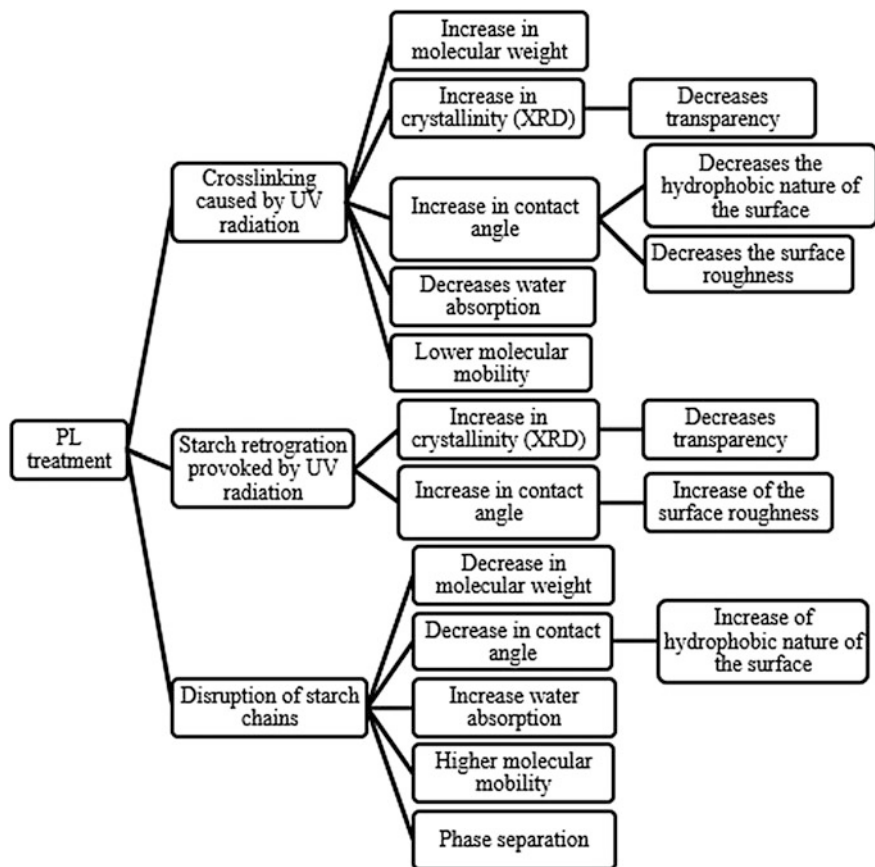 Increase in
molecular weight
Increase in
crystallinity (XRD)
Decreases
transparency
Crosslinking
caused by UV
radiation
Increase in contact
angle
Decreases the
hydrophobic nature of
the surface
Decreases the surface
roughness
Decreases water
absorption
Lower molecular
mobility
PL
treatment
Starch retrogration
provoked by UV
radiation
Increase in
crystallinity (XRD)
Decreases
transparency
Increase in contact
angle
Increase of the
surface roughness
Disruption of starch
chains
Decrease in
molecular weight
Decrease in contact
angle
Increase of
hydrophobic nature of
the surface
Increase water
absorption
Higher molecular
mobility
Phase separation